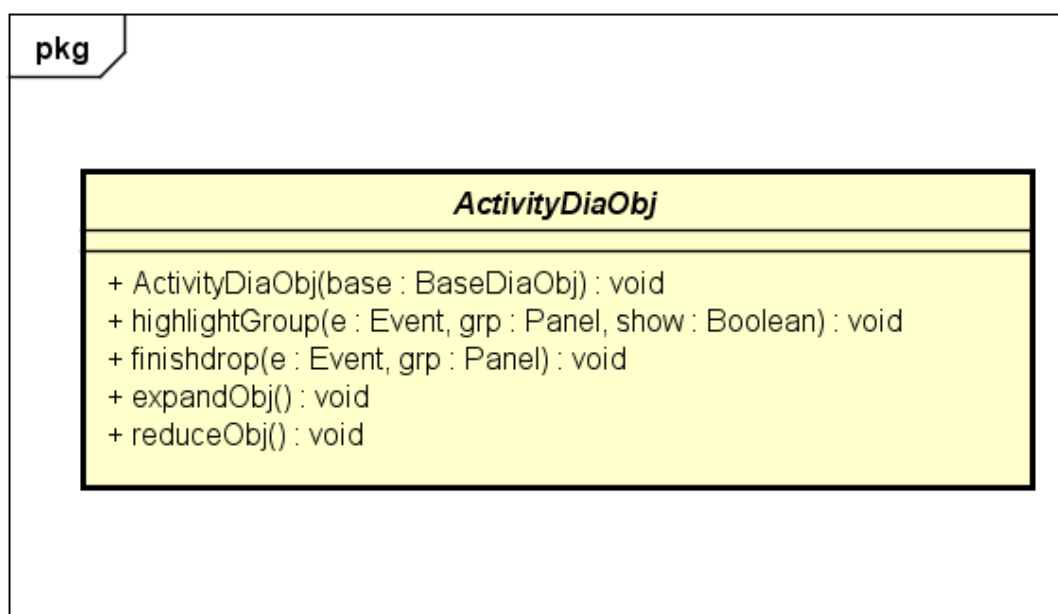 pkg
ActivityDiaObj
+ ActivityDiaObj(base : BaseDiaObj) : void
+ highlightGroup(e : Event, grp : Panel, show : Boolean) : void
+ finishdrop(e : Event, grp : Panel) : void
+ expandObj() : void
+ reduceObj() : void